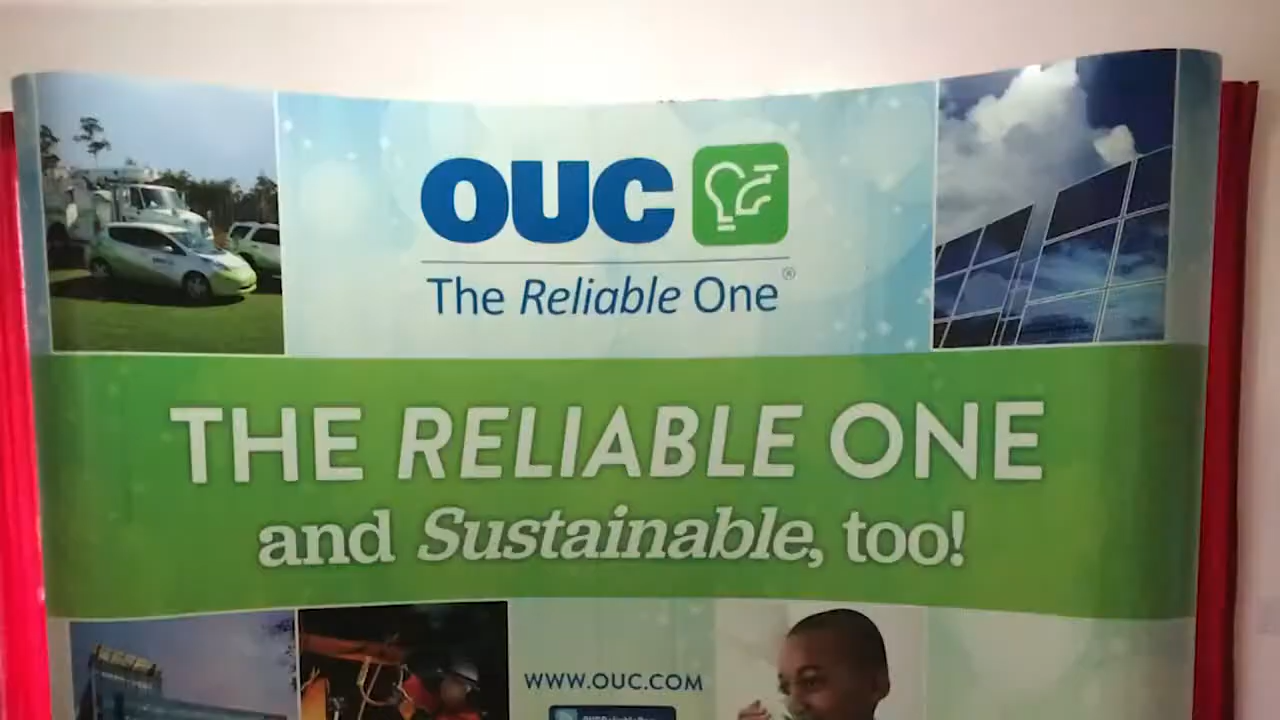 OUC
The Reliable One®
THE RELIABLE ONE
and Sustainable, too!
WWW.OUC.COM